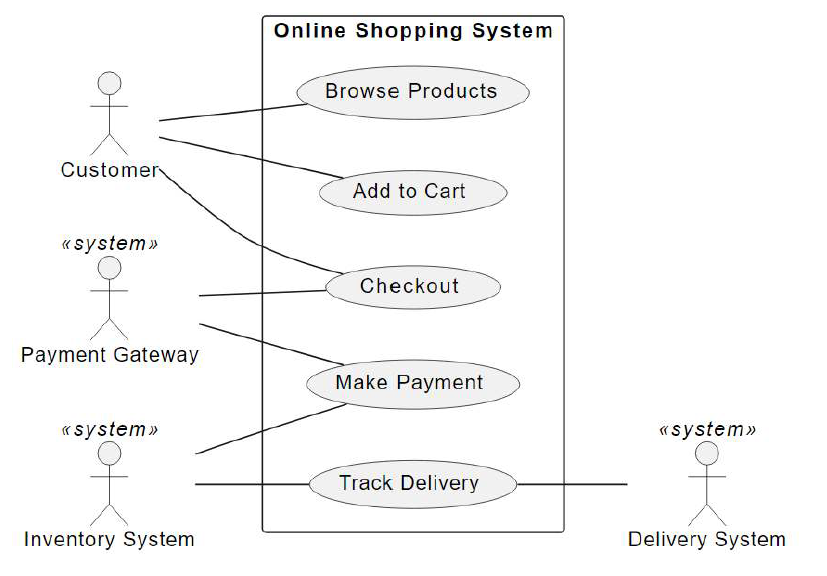 Online Shopping System
Browse Products
Customer
Add to Cart
«system»
Checkout
Payment Gateway
Make Payment
«system»
«system»
Track Delivery
Inventory System
Delivery System